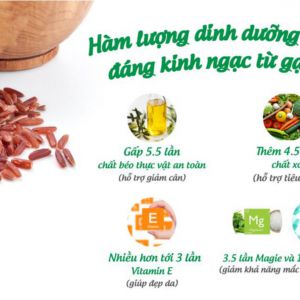 Hàm lượng dinh dưỡng
đáng kinh ngạc từ
Gấp 5.5 lần
chất béo thực vật an toàn
(hỗ trợ giảm cân)
Thêm 4.5
chất
(hỗ trợ tiêu
E
Nhiều hơn tới 3 lần
Vitamin E
(giúp đẹp da)
Mg
3.5 lần Magie và 1
(giảm khả năng mắc